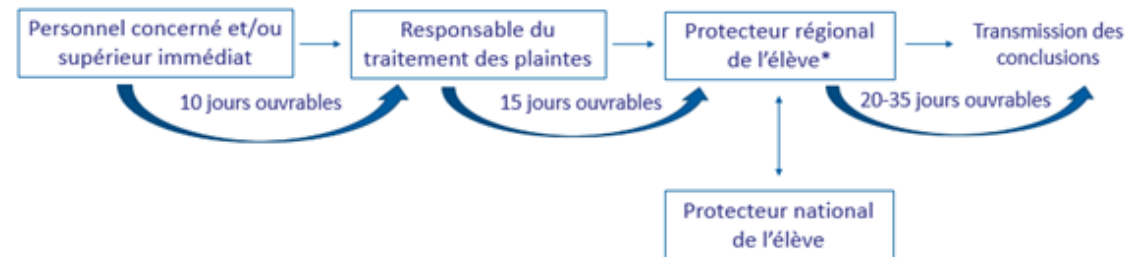 Personnel concerné et/ou
supérieur immédiat
Responsable du
traitement des plaintes
Protecteur régional
de l'élève*
Transmission des
conclusions
10 jours ouvrables
15 jours ouvrables
20-35 jours ouvrables
Protecteur national
de l'élève